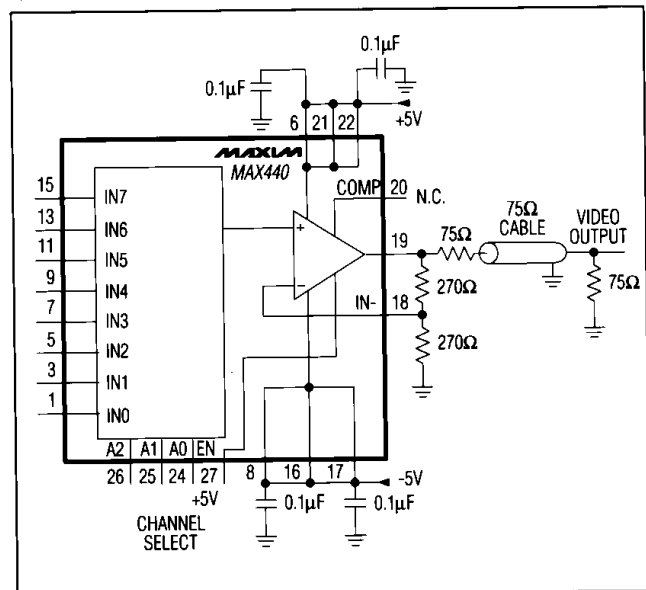 0.1µF
0.1µF
6 21 22
+5V
MAXIM
MAX440
COMP 20 N.C.
15 IN7
13 IN6
11 IN5
9 IN4
7 IN3
5 IN2
3 IN1
1 IN0
+
−
19
75Ω
75Ω
CABLE
VIDEO
OUTPUT
75Ω
270Ω
IN- 18
270Ω
A2 A1 A0 EN
26 25 24 27
+5V
8 16 17
-5V
0.1µF 0.1µF
CHANNEL
SELECT